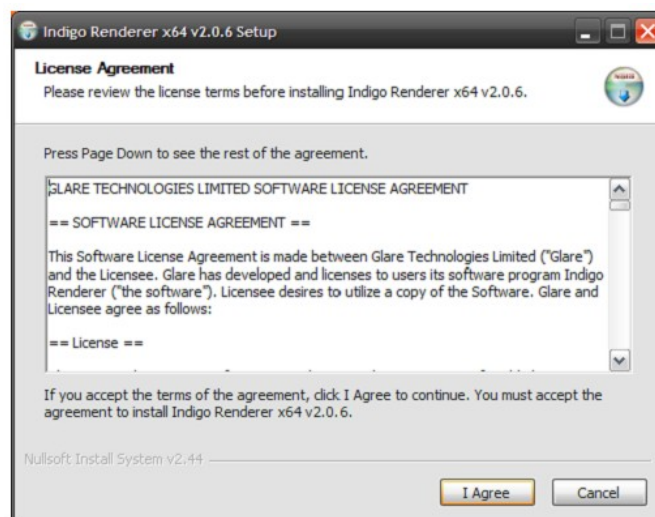 Indigo Renderer x64 v2.0.6 Setup
License Agreement
Please review the license terms before installing Indigo Renderer x64 v2.0.6.
Press Page Down to see the rest of the agreement.
GLARE TECHNOLOGIES LIMITED SOFTWARE LICENSE AGREEMENT
== SOFTWARE LICENSE AGREEMENT ==
This Software License Agreement is made between Glare Technologies Limited ("Glare")
and the Licensee. Glare has developed and licenses to users its software program Indigo
Renderer ("the software"). Licensee desires to utilize a copy of the Software. Glare and
Licensee agree as follows:
== License ==
If you accept the terms of the agreement, click I Agree to continue. You must accept the
agreement to install Indigo Renderer x64 v2.0.6.
Nullsoft Install System v2.44
I Agree
Cancel